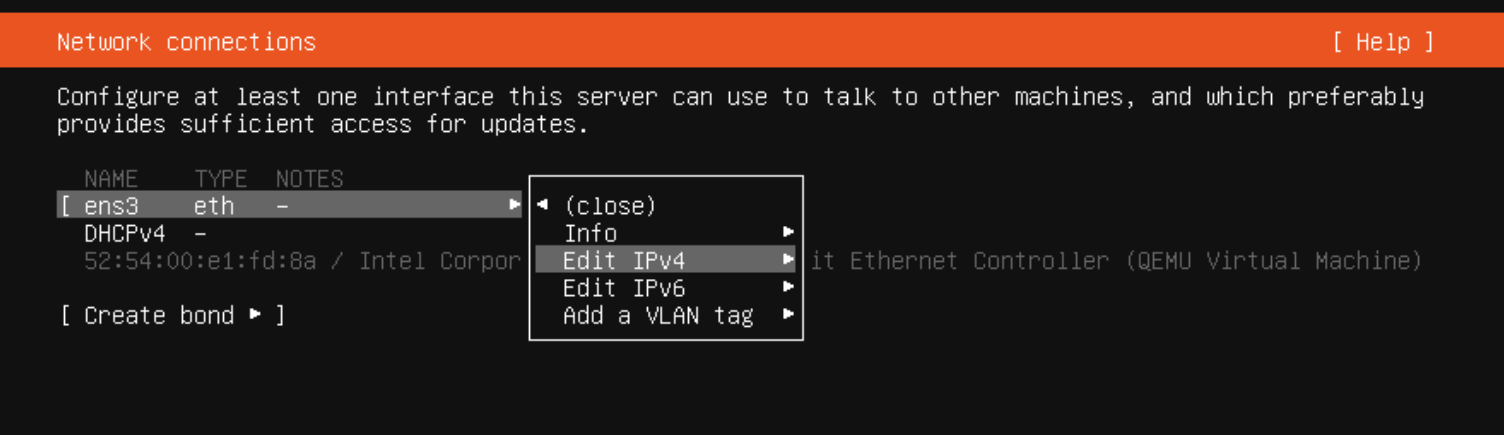 Network connections [ Help ]
Configure at least one interface this server can use to talk to other machines, and which preferably
provides sufficient access for updates.
NAME TYPE NOTES
[ ens3 eth – ▸
DHCPv4 –
52:54:00:e1:fd:8a / Intel Corpor
it Ethernet Controller (QEMU Virtual Machine)
[ Create bond ▸ ]
◂ (close)
Info ▸
Edit IPv4 ▸
Edit IPv6 ▸
Add a VLAN tag ▸